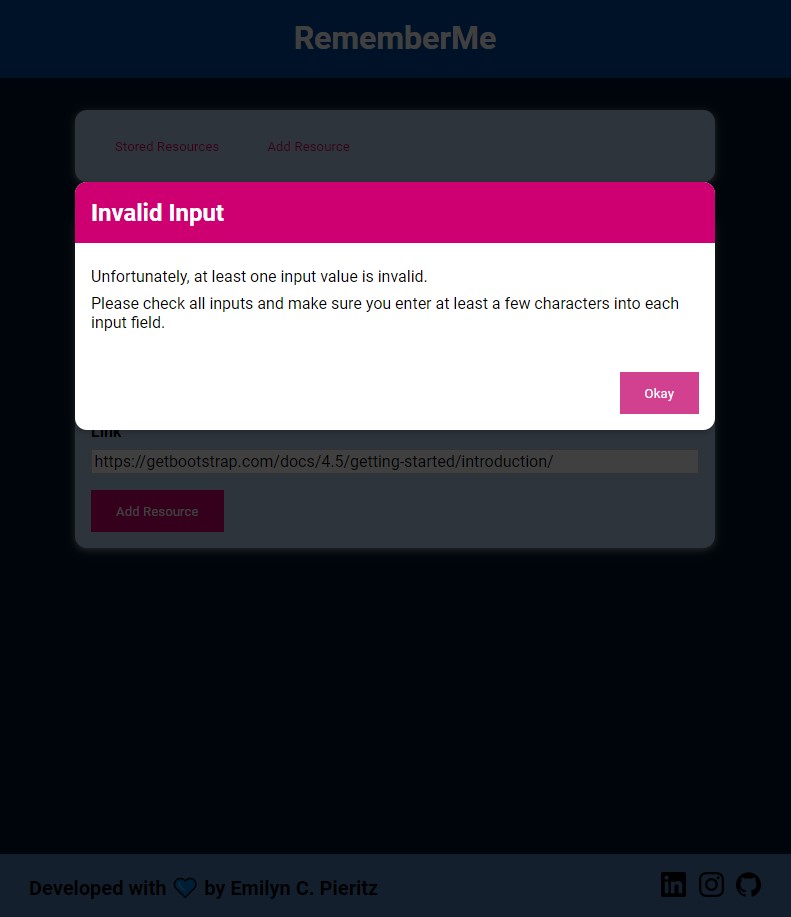 RememberMe
Stored Resources Add Resource
Invalid Input
Unfortunately, at least one input value is invalid.
Please check all inputs and make sure you enter at least a few characters into each
input field.
Okay
Link
https://getbootstrap.com/docs/4.5/getting-started/introduction/
Add Resource
Developed with 💙 by Emilyn C. Pieritz